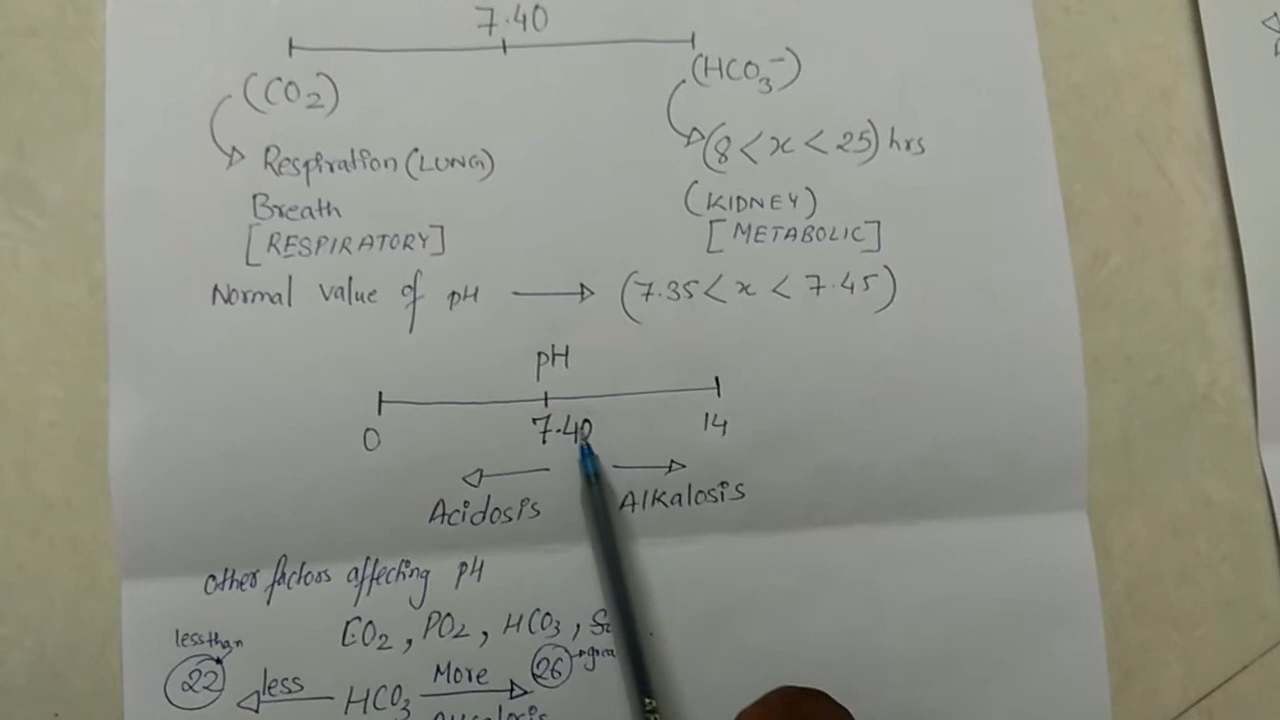 7.40
(CO2) (HCO3-)
Respiration (LUNG) (8 < x < 25) hrs
Breath (KIDNEY)
[RESPIRATORY] [METABOLIC]
Normal value of pH → (7.35 < x < 7.45)
pH
0 7.40 14
Acidosis Alkalosis
Other factors affecting pH
CO2, PO2, HCO3,
less than
22 less HCO3 More 26